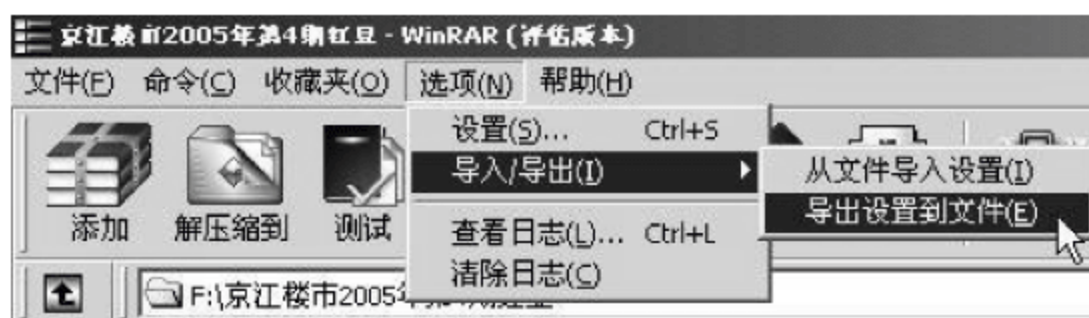 京江楼市2005年第4期红豆 - WinRAR (评估版本)
文件(F) 命令(C) 收藏夹(O) 选项(N) 帮助(H)
设置(S)... Ctrl+S
导入/导出(I)
从文件导入设置(I)
导出设置到文件(E)
添加 解压缩到 测试
查看日志(L)... Ctrl+L
清除日志(C)
F:\京江楼市2005